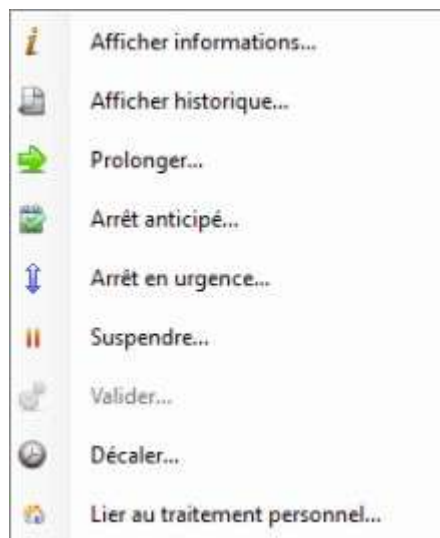 Afficher informations...
Afficher historique...
Prolonger...
Arrêt anticipé...
Arrêt en urgence...
Suspendre...
Valider...
Décaler...
Lier au traitement personnel...